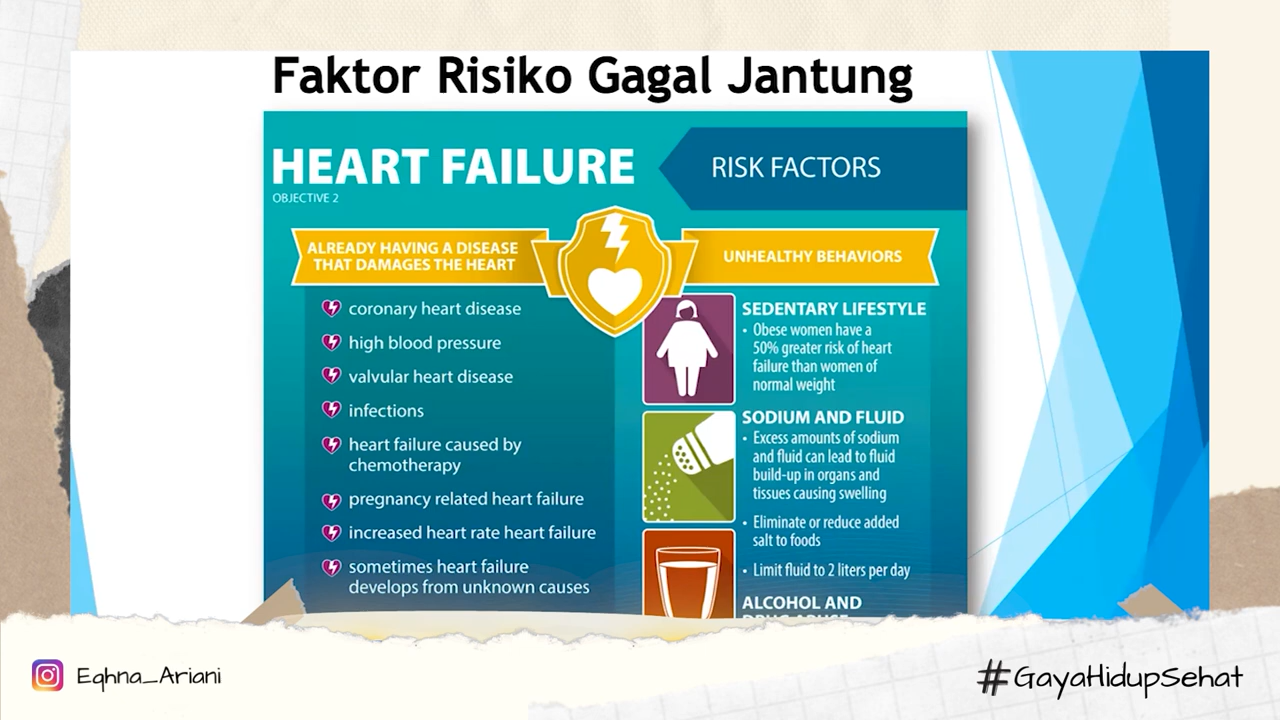 Faktor Risiko Gagal Jantung
HEART FAILURE
OBJECTIVE 2
RISK FACTORS
ALREADY HAVING A DISEASE
THAT DAMAGES THE HEART
coronary heart disease
high blood pressure
valvular heart disease
infections
heart failure caused by
chemotherapy
pregnancy related heart failure
increased heart rate heart failure
sometimes heart failure
develops from unknown causes
UNHEALTHY BEHAVIORS
SEDENTARY LIFESTYLE
• Obese women have a
50% greater risk of heart
failure than women of
normal weight
SODIUM AND FLUID
• Excess amounts of sodium
and fluid can lead to fluid
build-up in organs and
tissues causing swelling
• Eliminate or reduce added
salt to foods
• Limit fluid to 2 liters per day
ALCOHOL AND
Eqhna_Ariani
#GayaHidupSehat